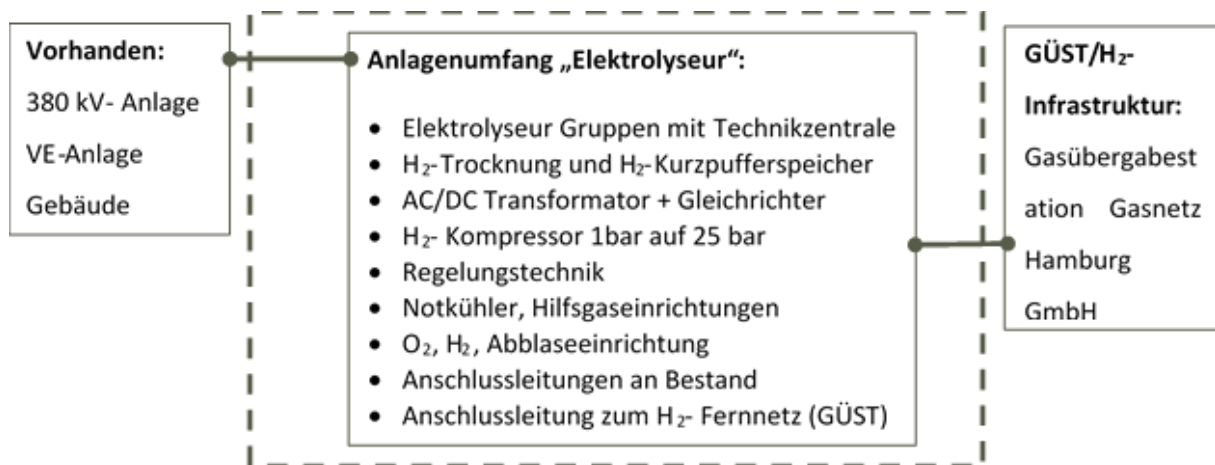 Vorhanden:
380 kV- Anlage
VE-Anlage
Gebäude
Anlagenumfang „Elektrolyseur“:
• Elektrolyseur Gruppen mit Technikzentrale
• H₂-Trocknung und H₂-Kurzpufferspeicher
• AC/DC Transformator + Gleichrichter
• H₂- Kompressor 1bar auf 25 bar
• Regelungstechnik
• Notkühler, Hilfsgaseinrichtungen
• O₂, H₂, Abblaseeinrichtung
• Anschlussleitungen an Bestand
• Anschlussleitung zum H₂- Fernnetz (GÜST)
GÜST/H₂-
Infrastruktur:
Gasübergabest
ation Gasnetz
Hamburg
GmbH